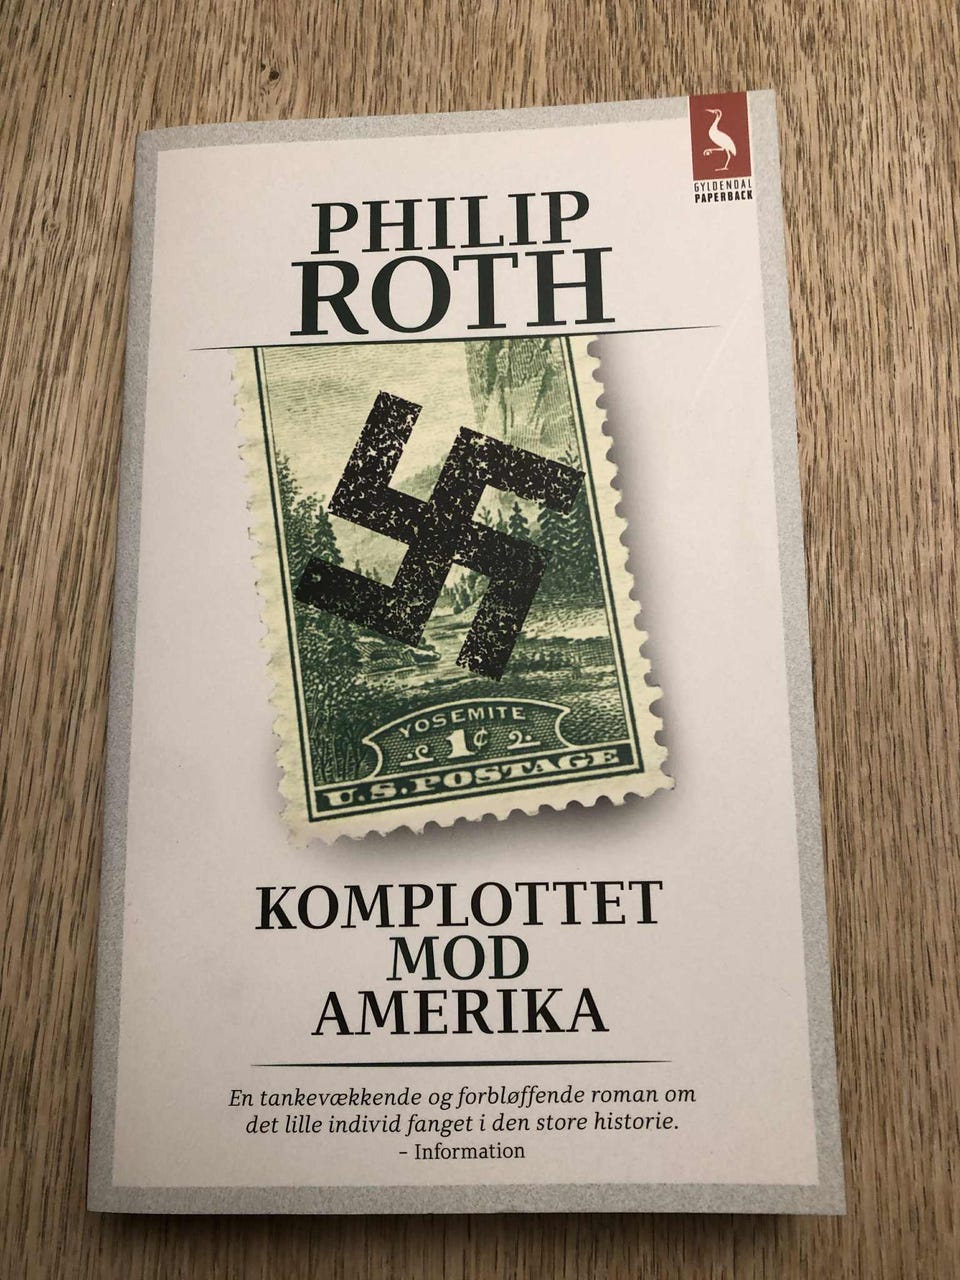 GYLDENDAL
PAPERBACK
PHILIP
ROTH
YOSEMITE
1¢
U.S.POSTAGE
KOMPLOTTET
MOD
AMERIKA
En tankevækkende og forbløffende roman om
det lille individ fanget i den store historie.
– Information